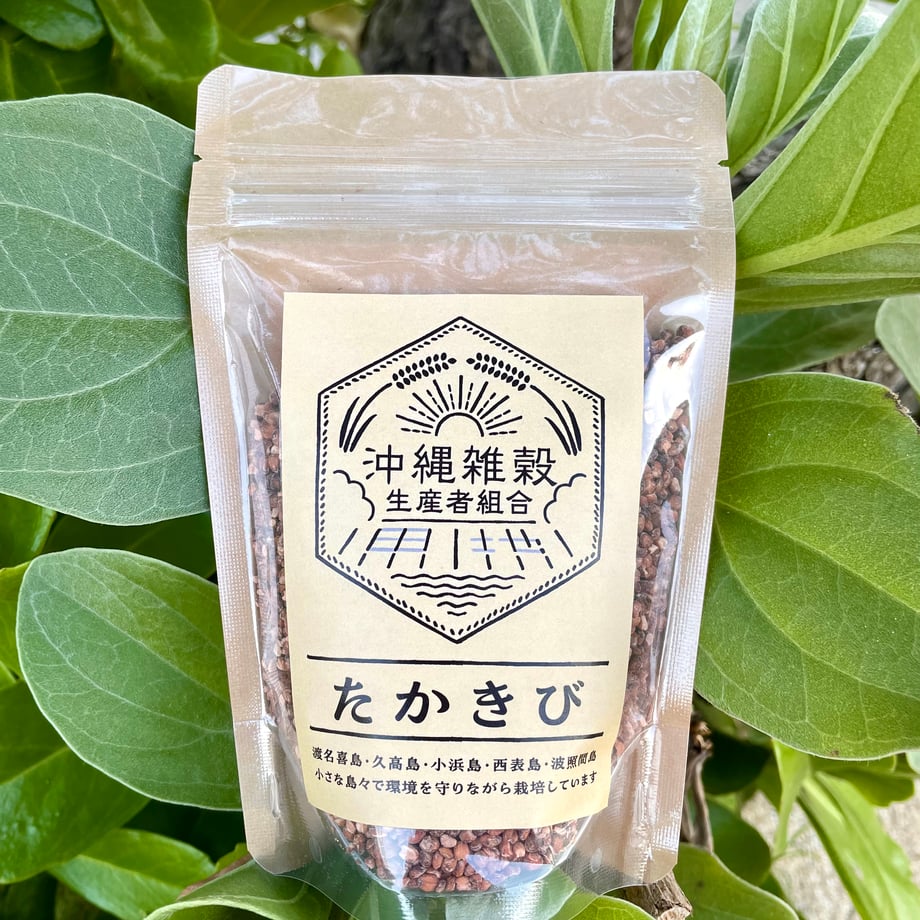 沖縄雑穀
生産者組合
たかきび
渡名喜島・久高島・小浜島・西表島・波照間島
小さな島々で環境を守りながら栽培しています